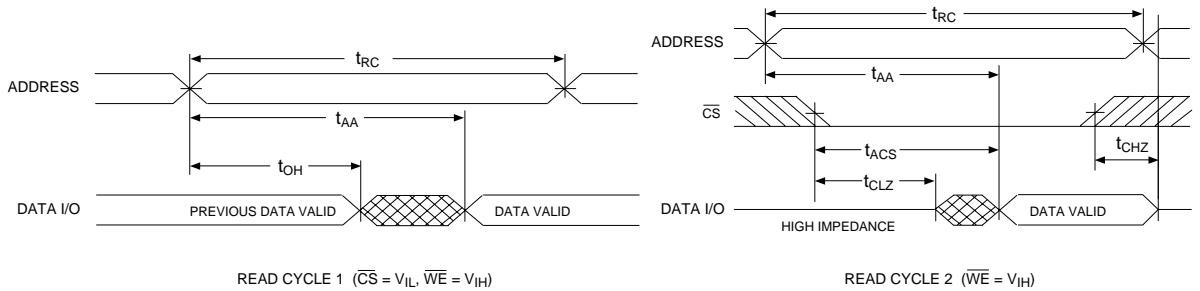 tRC
ADDRESS
tAA
tOH
DATA I/O
PREVIOUS DATA VALID
DATA VALID
READ CYCLE 1 (CS = VIL, WE = VIH)
tRC
ADDRESS
tAA
CS
tACS
tCHZ
tCLZ
DATA I/O
HIGH IMPEDANCE
DATA VALID
READ CYCLE 2 (WE = VIH)